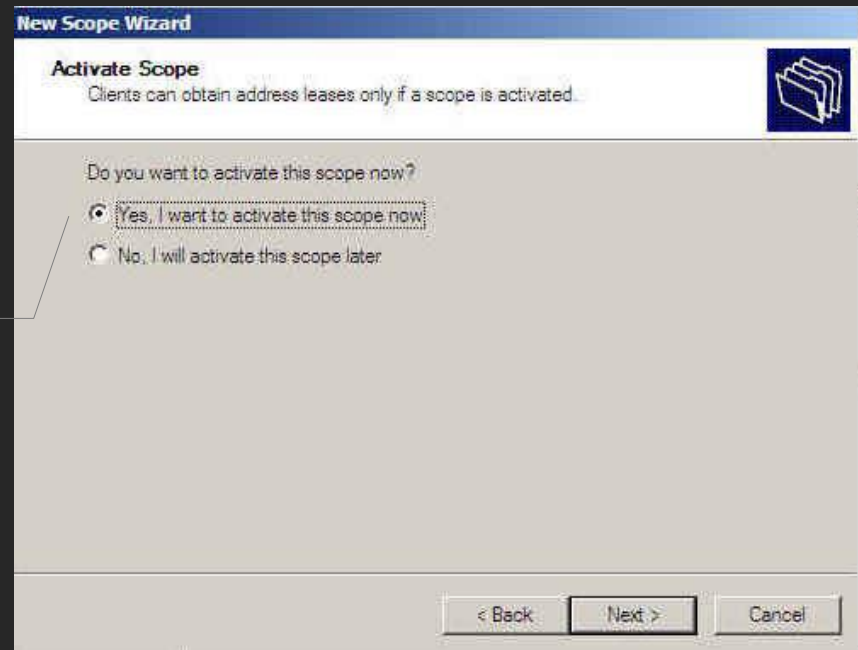 New Scope Wizard
Activate Scope
Clients can obtain address leases only if a scope is activated.
Do you want to activate this scope now?
Yes, I want to activate this scope now
No, I will activate this scope later
< Back
Next >
Cancel